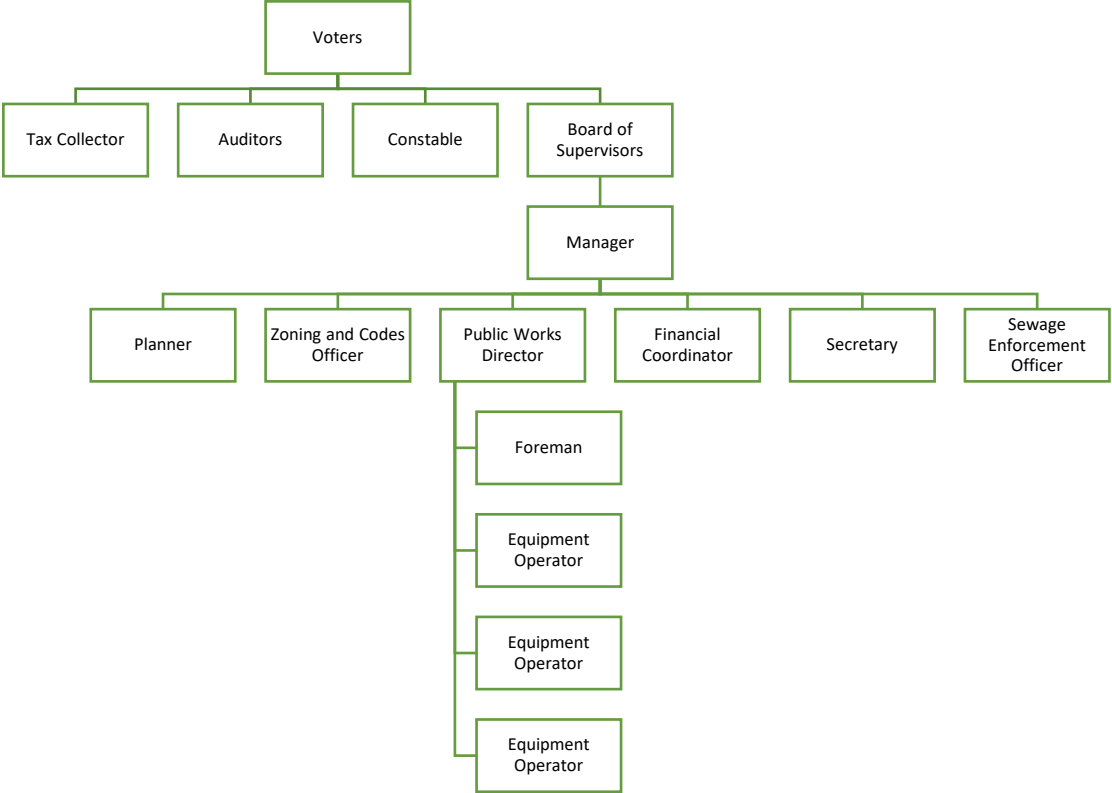 Voters
Tax Collector
Auditors
Constable
Board of
Supervisors
Manager
Planner
Zoning and Codes
Officer
Public Works
Director
Financial
Coordinator
Secretary
Sewage
Enforcement
Officer
Foreman
Equipment
Operator
Equipment
Operator
Equipment
Operator